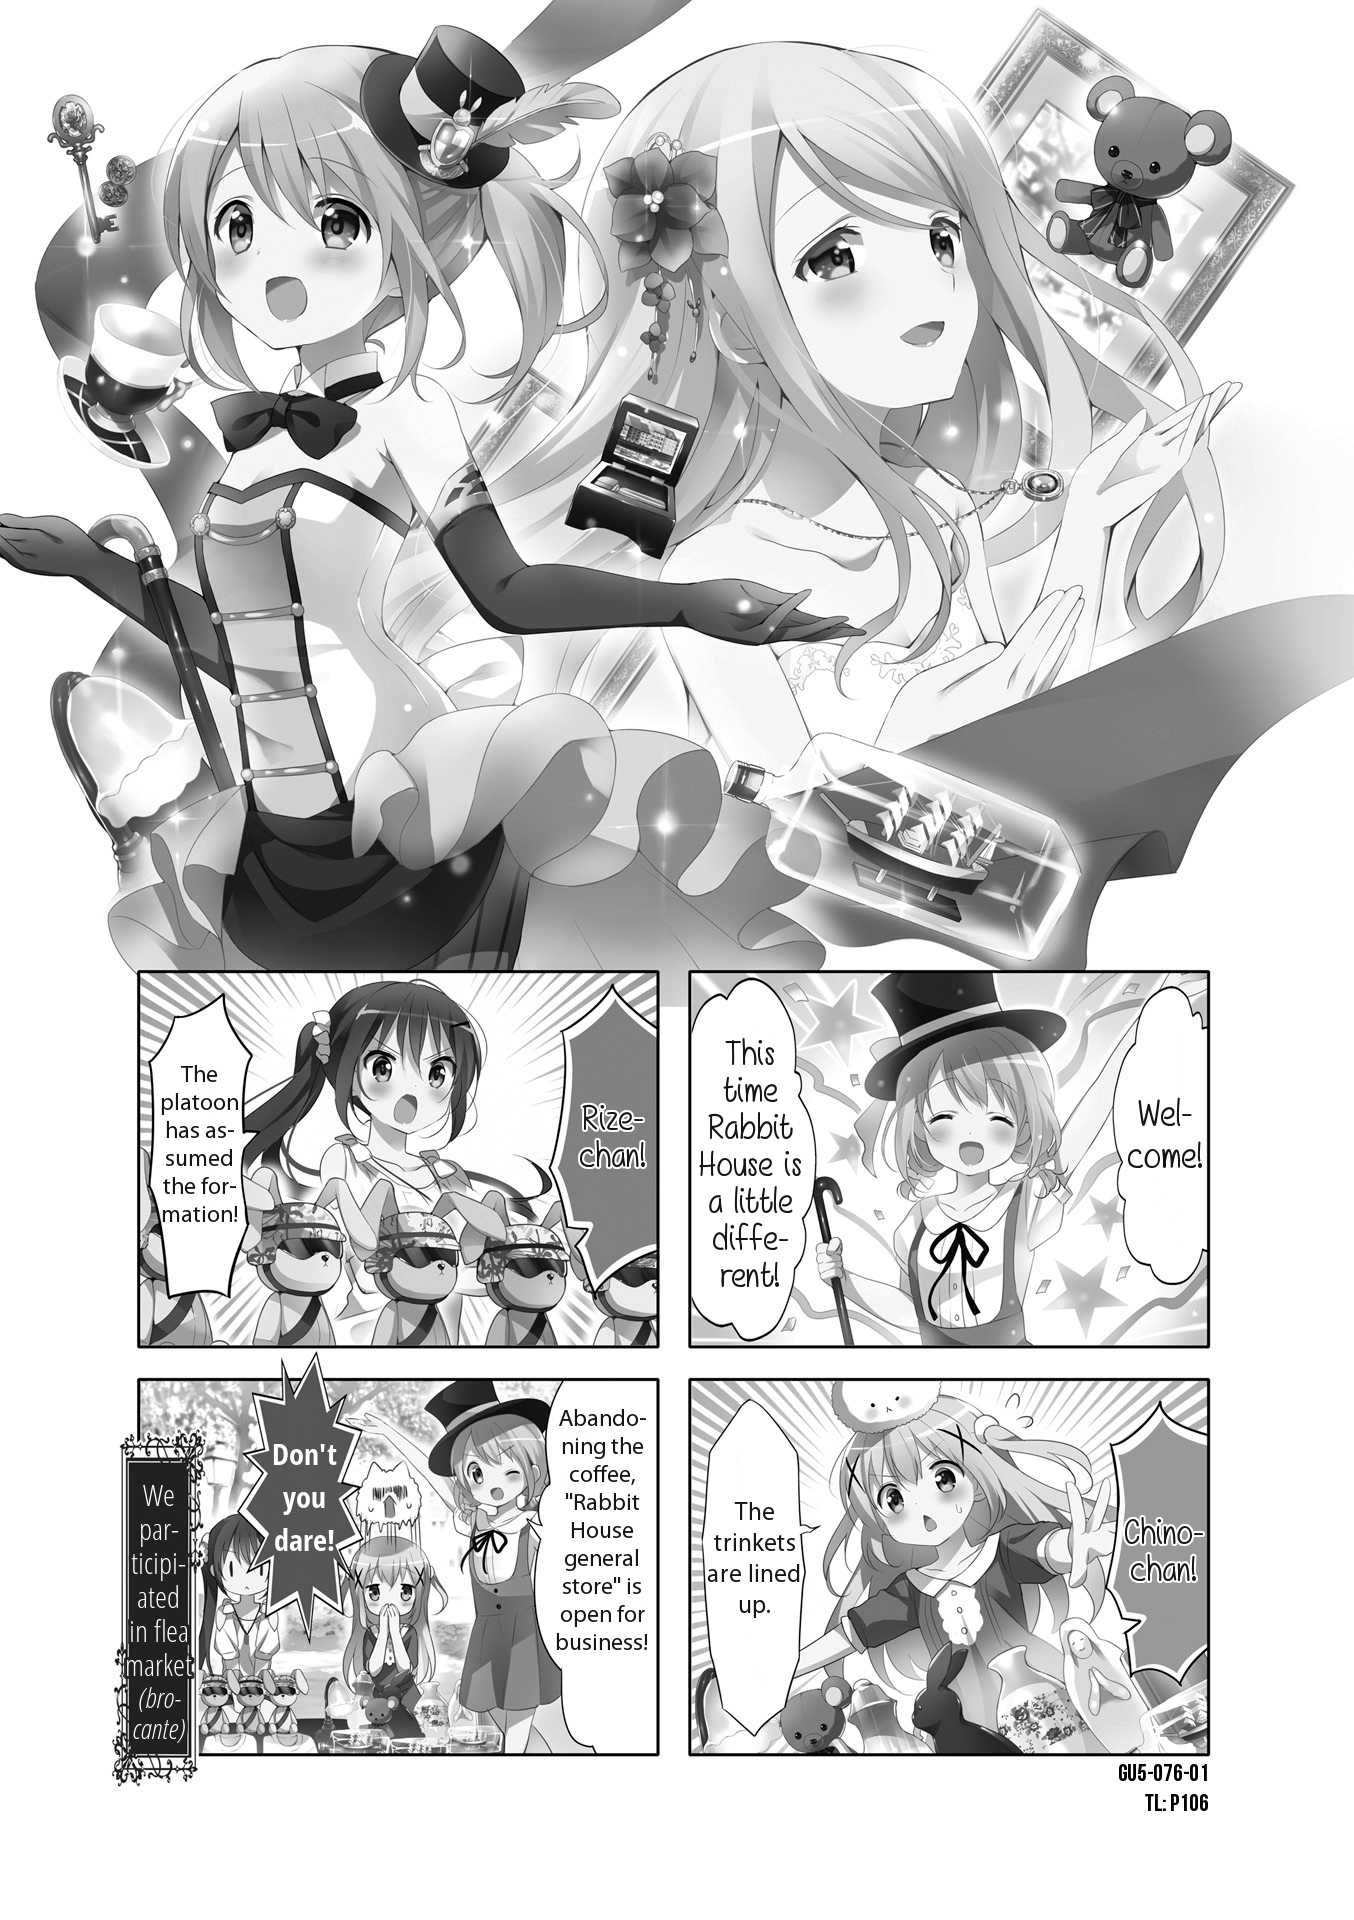 Wel-
come!
This
time
Rabbit
House is
a little
diffe-
rent!
Chino-
chan!
The
trinkets
are lined
up.
Rize-
chan!
The
platoon
has as-
sumed
the for-
mation!
Abando-
ning the
coffee,
"Rabbit
House
general
store" is
open for
business!
Don't
you
dare!
We
par-
ticipi-
ated
in flea
market
(bro-
cante)
GU5-076-01
TL: P106